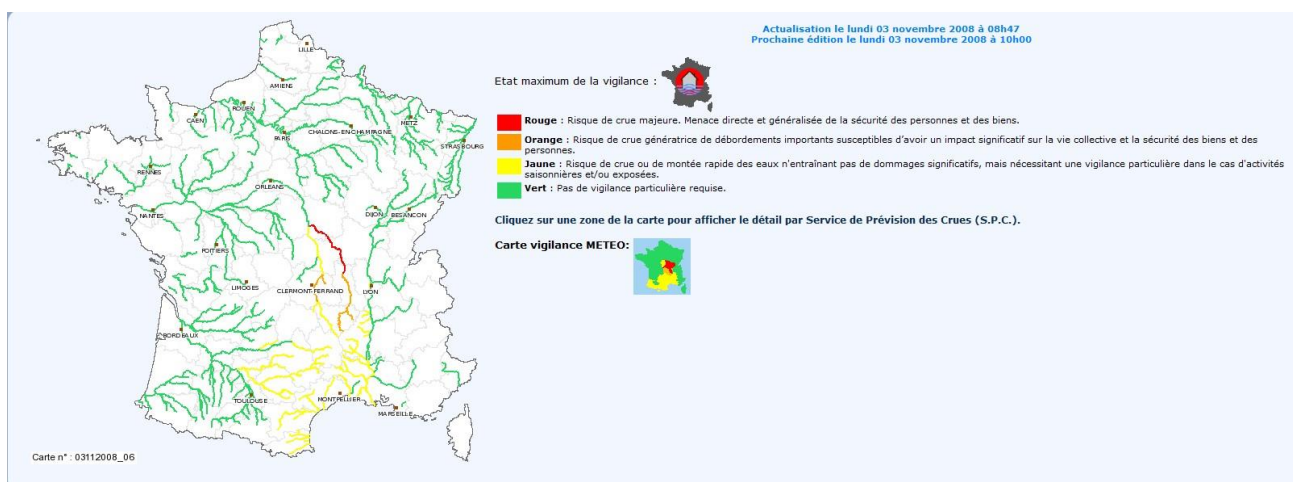 Actualisation le lundi 03 novembre 2008 à 08h47
Prochaine édition le lundi 03 novembre 2008 à 10h00
Etat maximum de la vigilance :
Rouge : Risque de crue majeure. Menace directe et généralisée de la sécurité des personnes et des biens.
Orange : Risque de crue génératrice de débordements importants susceptibles d'avoir un impact significatif sur la vie collective et la sécurité des biens et des
personnes.
Jaune : Risque de crue ou de montée rapide des eaux n'entraînant pas de dommages significatifs, mais nécessitant une vigilance particulière dans le cas d'activités
saisonnières et/ou exposées.
Vert : Pas de vigilance particulière requise.
Cliquez sur une zone de la carte pour afficher le détail par Service de Prévision des Crues (S.P.C.).
Carte vigilance METEO:
LILLE
AMIENS
ROUEN
CAEN
PARIS
CHALONS-EN-CHAMPAGNE
METZ
STRASBOURG
RENNES
ORLEANS
NANTES
DIJON
BESANCON
POITIERS
LIMOGES
CLERMONT-FERRAND
LYON
BORDEAUX
TOULOUSE
MONTPELLIER
MARSEILLE
Carte n° : 03112008_06